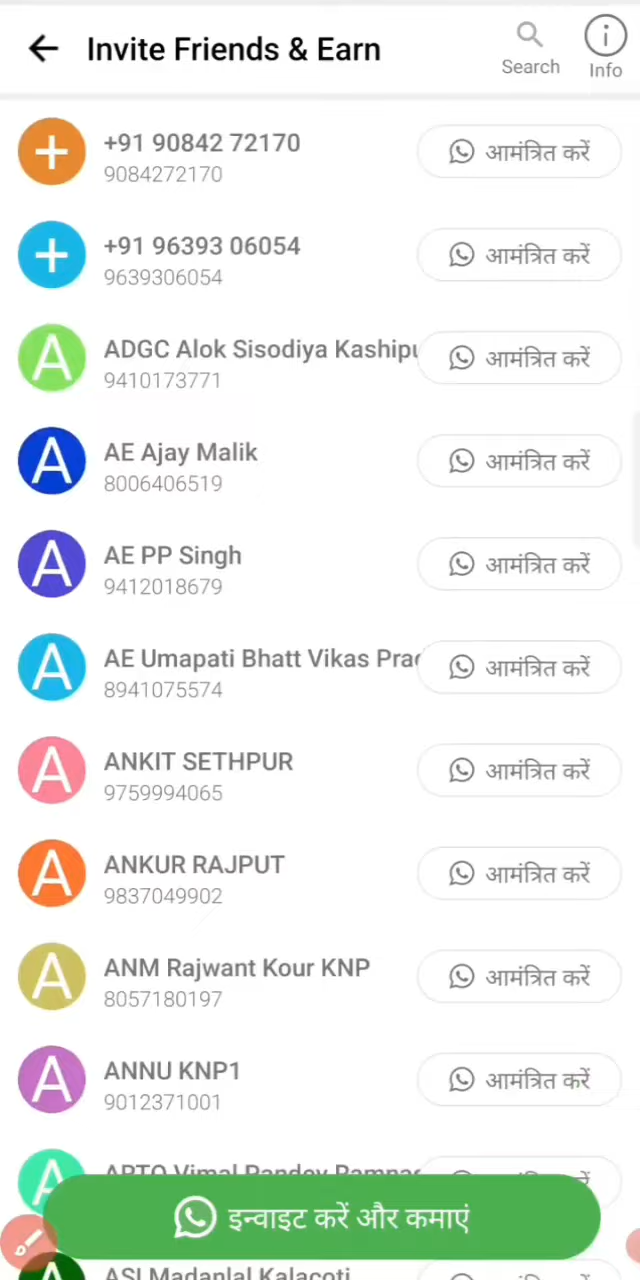 Invite Friends & Earn
Search
Info
+91 90842 72170
9084272170
आमंत्रित करें
+91 96393 06054
9639306054
आमंत्रित करें
A
ADGC Alok Sisodiya Kashipu
9410173771
आमंत्रित करें
A
AE Ajay Malik
8006406519
आमंत्रित करें
A
AE PP Singh
9412018679
आमंत्रित करें
A
AE Umapati Bhatt Vikas
8941075574
आमंत्रित करें
A
ANKIT SETHPUR
9759994065
आमंत्रित करें
A
ANKUR RAJPUT
9837049902
आमंत्रित करें
A
ANM Rajwant Kour KNP
8057180197
आमंत्रित करें
A
ANNU KNP1
9012371001
आमंत्रित करें
A
Vimal Pandey
इन्वाइट करें और कमाएं
A
ASI Madanlal Kalacoti